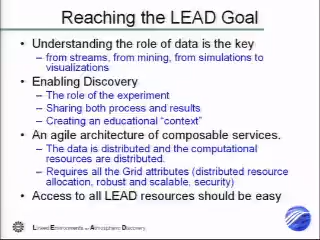 Reaching the LEAD Goal
• Understanding the role of data is the key
– from streams, from mining, from simulations to
visualizations
• Enabling Discovery
– The role of the experiment
– Sharing both process and results
– Creating an educational "context"
• An agile architecture of composable services.
– The data is distributed and the computational
resources are distributed.
– Requires all the Grid attributes (distributed resource
allocation, robust and scalable, security)
• Access to all LEAD resources should be easy
Linked Environments for Atmospheric Discovery